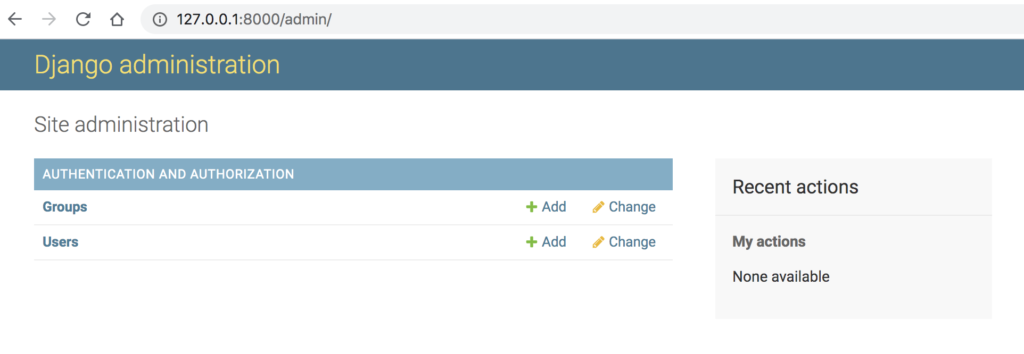 127.0.0.1:8000/admin/
Django administration
Site administration
AUTHENTICATION AND AUTHORIZATION
Groups Add Change
Users Add Change
Recent actions
My actions
None available